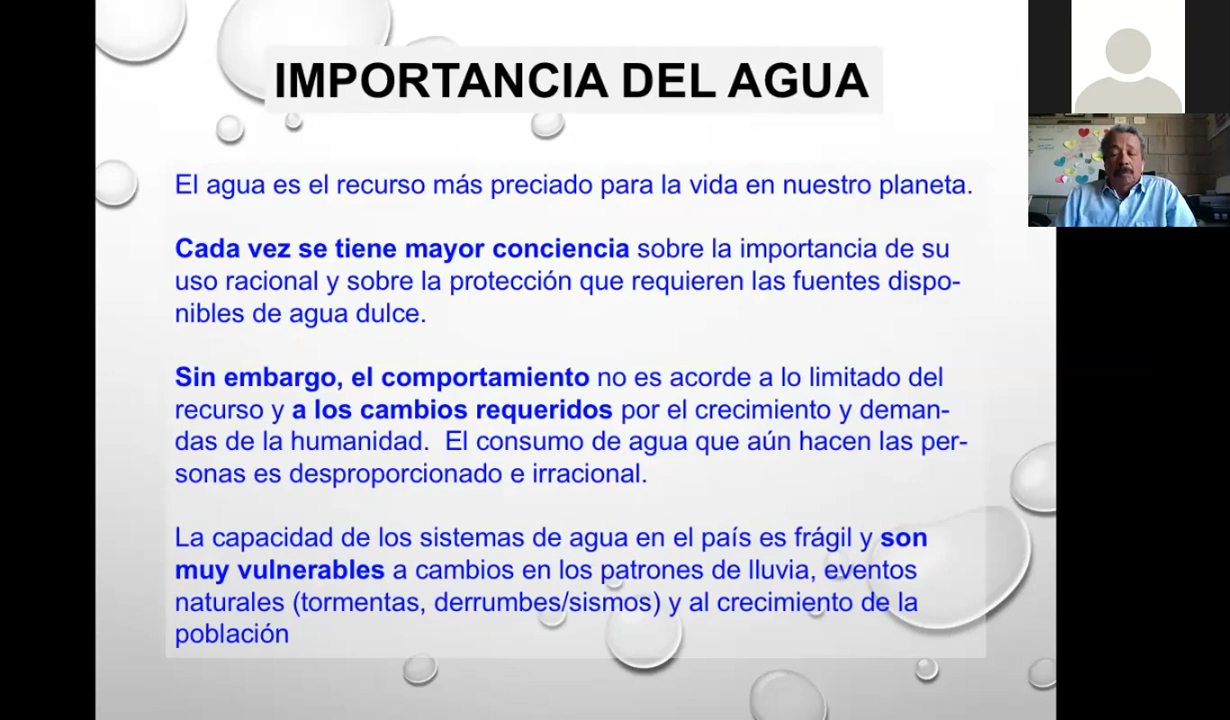 IMPORTANCIA DEL AGUA
El agua es el recurso más preciado para la vida en nuestro planeta.
Cada vez se tiene mayor conciencia sobre la importancia de su
uso racional y sobre la protección que requieren las fuentes dispo-
nibles de agua dulce.
Sin embargo, el comportamiento no es acorde a lo limitado del
recurso y a los cambios requeridos por el crecimiento y deman-
das de la humanidad.  El consumo de agua que aún hacen las per-
sonas es desproporcionado e irracional.
La capacidad de los sistemas de agua en el país es frágil y son
muy vulnerables a cambios en los patrones de lluvia, eventos
naturales (tormentas, derrumbes/sismos) y al crecimiento de la
población